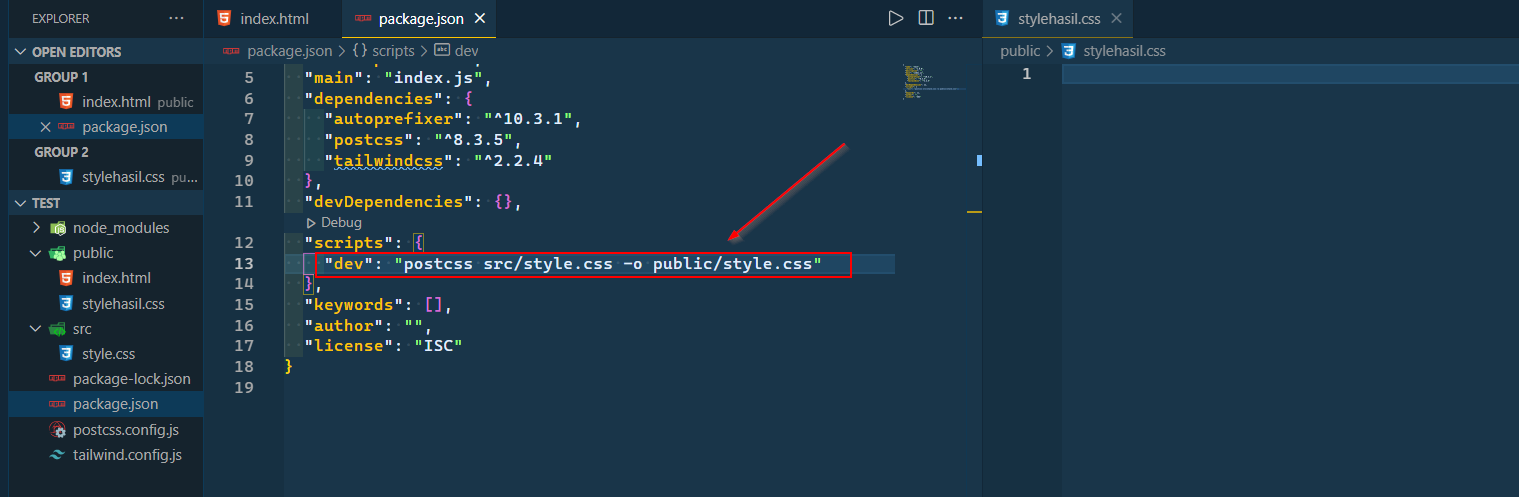 EXPLORER
OPEN EDITORS
GROUP 1
index.html public
package.json
GROUP 2
stylehasil.css pu...
TEST
node_modules
public
index.html
stylehasil.css
src
style.css
package-lock.json
package.json
postcss.config.js
tailwind.config.js
index.html
package.json
package.json > {} scripts > abc dev
5 "main": "index.js",
6 "dependencies": {
7 "autoprefixer": "^10.3.1",
8 "postcss": "^8.3.5",
9 "tailwindcss": "^2.2.4"
10 },
11 "devDependencies": {},
Debug
12 "scripts": {
13 "dev": "postcss src/style.css -o public/style.css"
14 },
15 "keywords": [],
16 "author": "",
17 "license": "ISC"
18 }
19
stylehasil.css
public > stylehasil.css
1